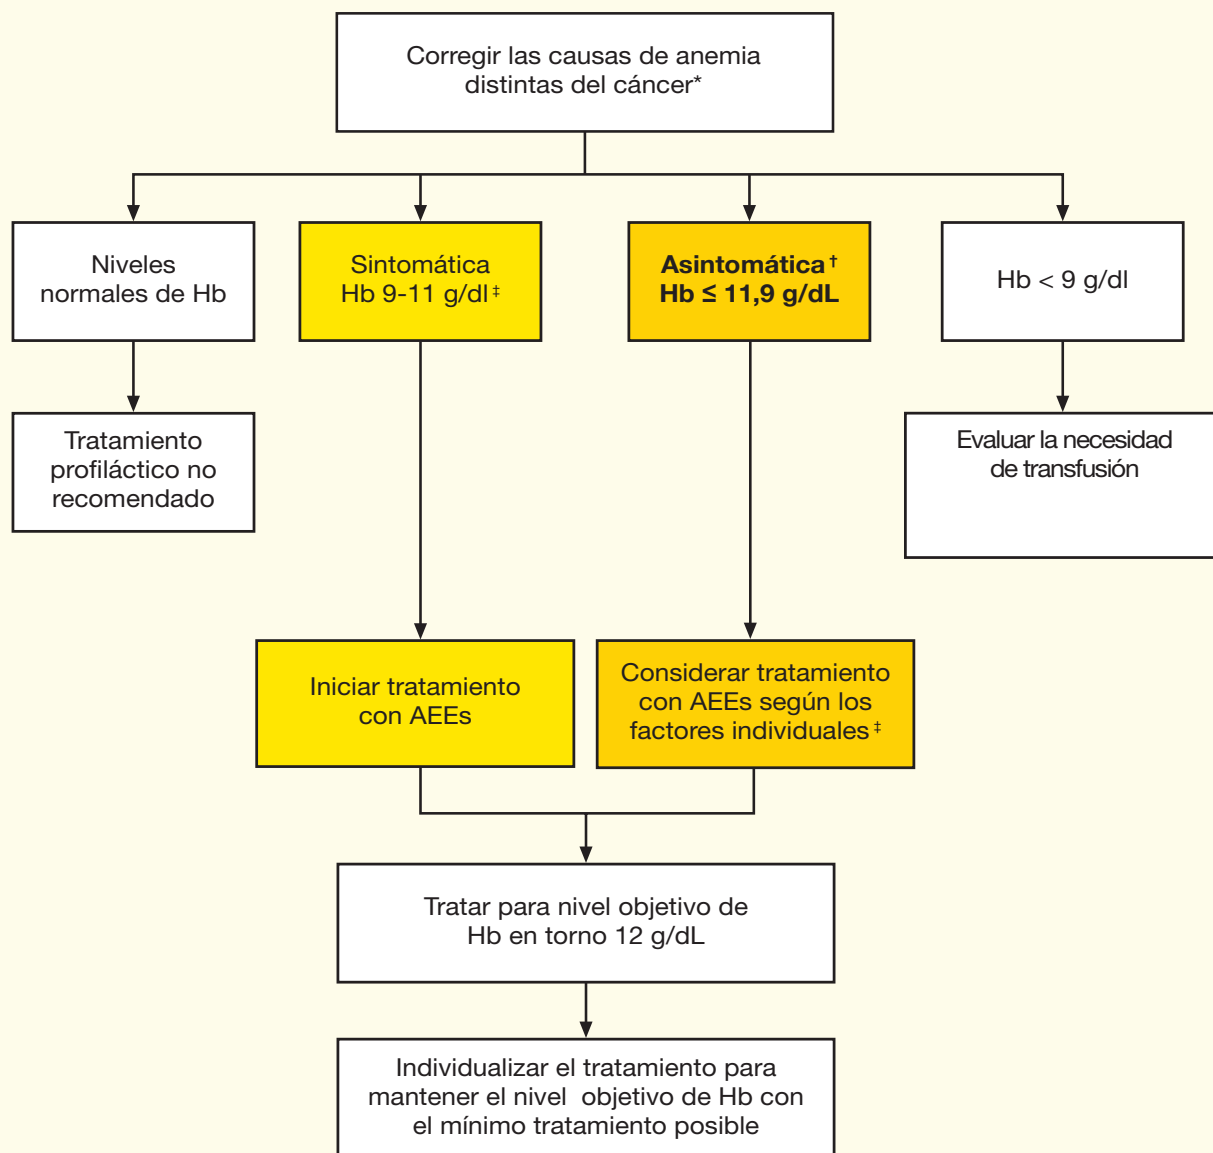 Corregir las causas de anemia
distintas del cáncer*
Niveles
normales de Hb
Sintomática
Hb 9-11 g/dl‡
Asintomática†
Hb ≤ 11,9 g/dL
Hb < 9 g/dl
Tratamiento
profiláctico no
recomendado
Evaluar la necesidad
de transfusión
Iniciar tratamiento
con AEEs
Considerar tratamiento
con AEEs según los
factores individuales‡
Tratar para nivel objetivo de
Hb en torno 12 g/dL
Individualizar el tratamiento para
mantener el nivel objetivo de Hb con
el mínimo tratamiento posible